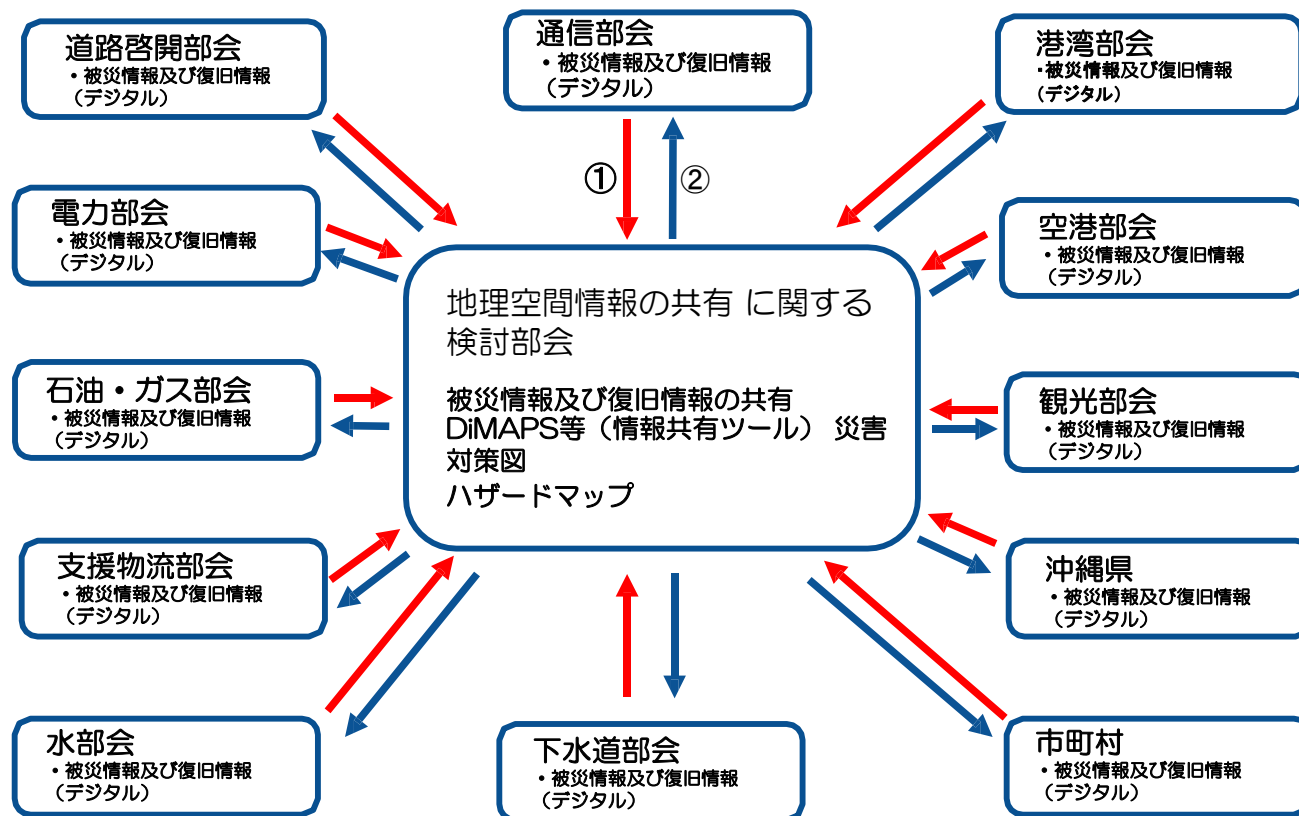 道路啓開部会
・被災情報及び復旧情報
（デジタル）
通信部会
・被災情報及び復旧情報
（デジタル）
港湾部会
・被災情報及び復旧情報
（デジタル）
①
②
電力部会
・被災情報及び復旧情報
（デジタル）
空港部会
・被災情報及び復旧情報
（デジタル）
地理空間情報の共有 に関する
検討部会
被災情報及び復旧情報の共有
DiMAPS等（情報共有ツール） 災害
対策図
ハザードマップ
石油・ガス部会
・被災情報及び復旧情報
（デジタル）
観光部会
・被災情報及び復旧情報
（デジタル）
支援物流部会
・被災情報及び復旧情報
（デジタル）
沖縄県
・被災情報及び復旧情報
（デジタル）
水部会
・被災情報及び復旧情報
（デジタル）
下水道部会
・被災情報及び復旧情報
（デジタル）
市町村
・被災情報及び復旧情報
（デジタル）